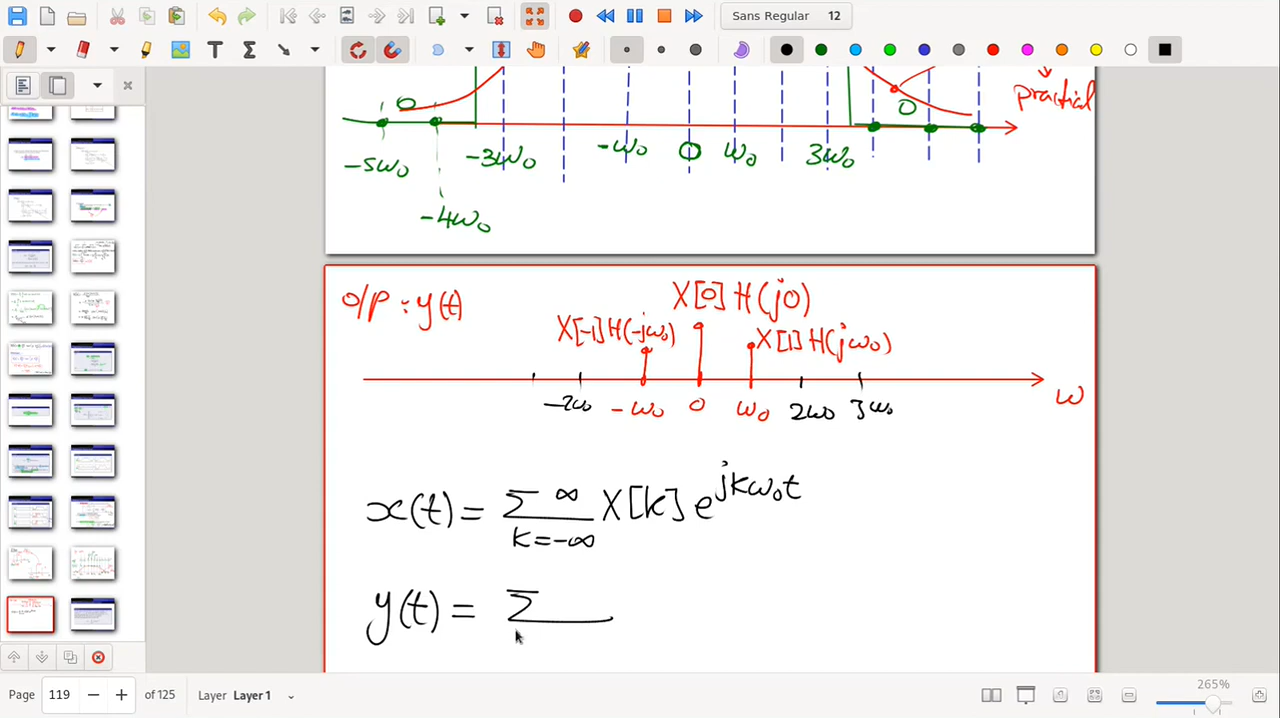 Sans Regular 12
practial
0 0
-5ω₀ -3ω₀ -ω₀ 0 ω₀ 3ω₀
-4ω₀
O/P : y(t)
X[0] H(j0)
X[-1] H(-jω₀) X[1] H(jω₀)
-2ω₀ -ω₀ 0 ω₀ 2ω₀ 3ω₀ ω
x(t) = Σ_{k=-∞}^{∞} X[k] e^{jkω₀t}
y(t) = Σ
Page 119 of 125 Layer Layer 1 265%